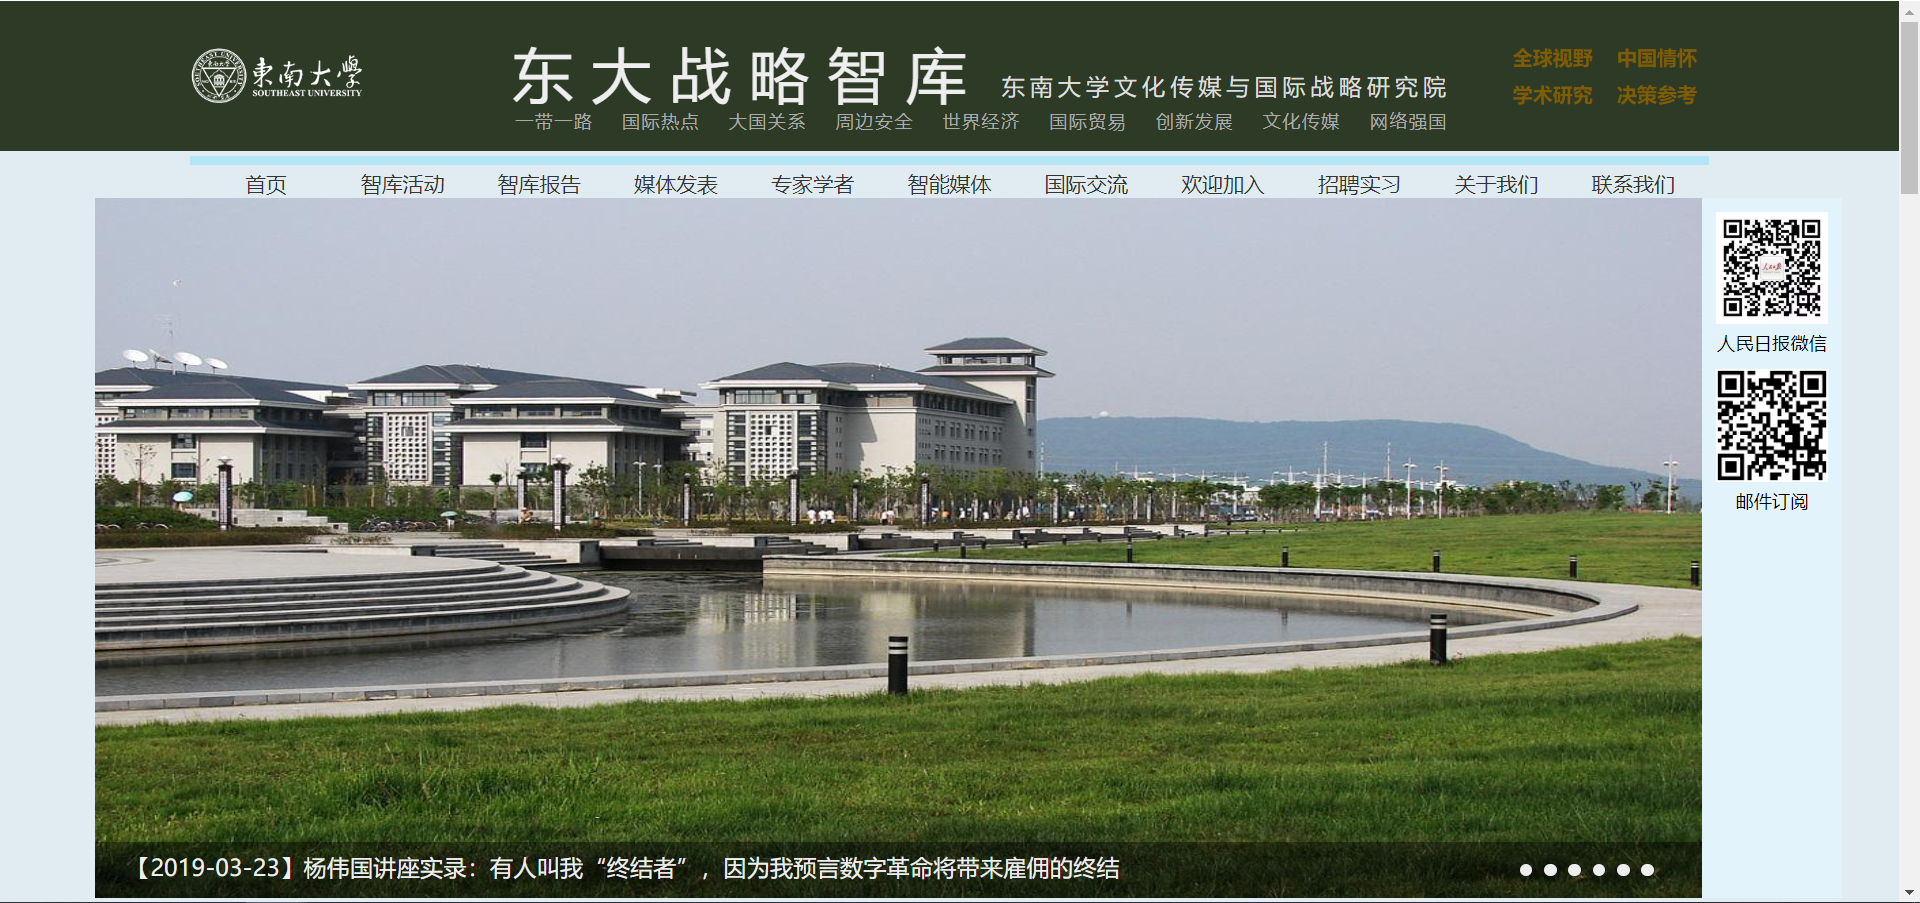 東南大學
SOUTHEAST UNIVERSITY
东大战略智库 东南大学文化传媒与国际战略研究院
一带一路 国际热点 大国关系 周边安全 世界经济 国际贸易 创新发展 文化传媒 网络强国
全球视野 中国情怀
学术研究 决策参考
首页 智库活动 智库报告 媒体发表 专家学者 智能媒体 国际交流 欢迎加入 招聘实习 关于我们 联系我们
人民日报微信
邮件订阅
【2019-03-23】杨伟国讲座实录：有人叫我“终结者”，因为我预言数字革命将带来雇佣的终结